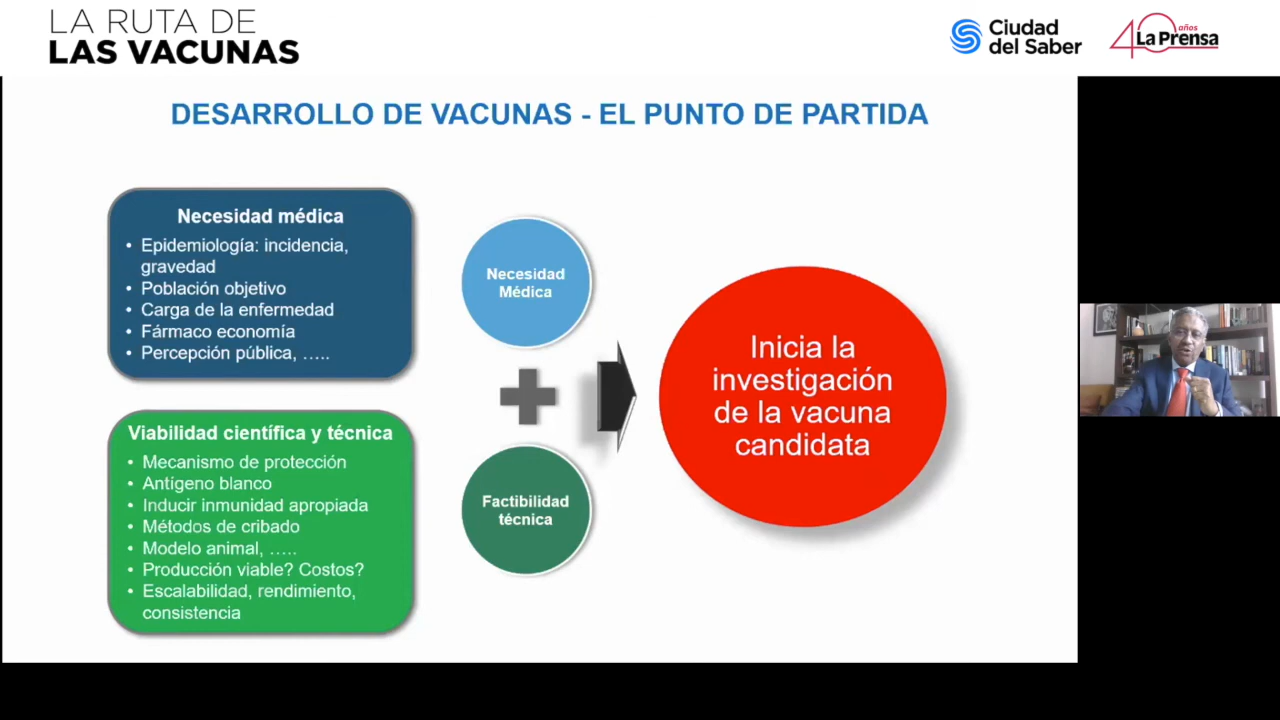 LA RUTA DE
LAS VACUNAS
Ciudad
del Saber
40 años
La Prensa
DESARROLLO DE VACUNAS - EL PUNTO DE PARTIDA
Necesidad médica
• Epidemiología: incidencia,
gravedad
• Población objetivo
• Carga de la enfermedad
• Fármaco economía
• Percepción pública, .....
Viabilidad científica y técnica
• Mecanismo de protección
• Antígeno blanco
• Inducir inmunidad apropiada
• Métodos de cribado
• Modelo animal, .....
• Producción viable? Costos?
• Escalabilidad, rendimiento,
consistencia
Necesidad
Médica
Factibilidad
técnica
Inicia la
investigación
de la vacuna
candidata